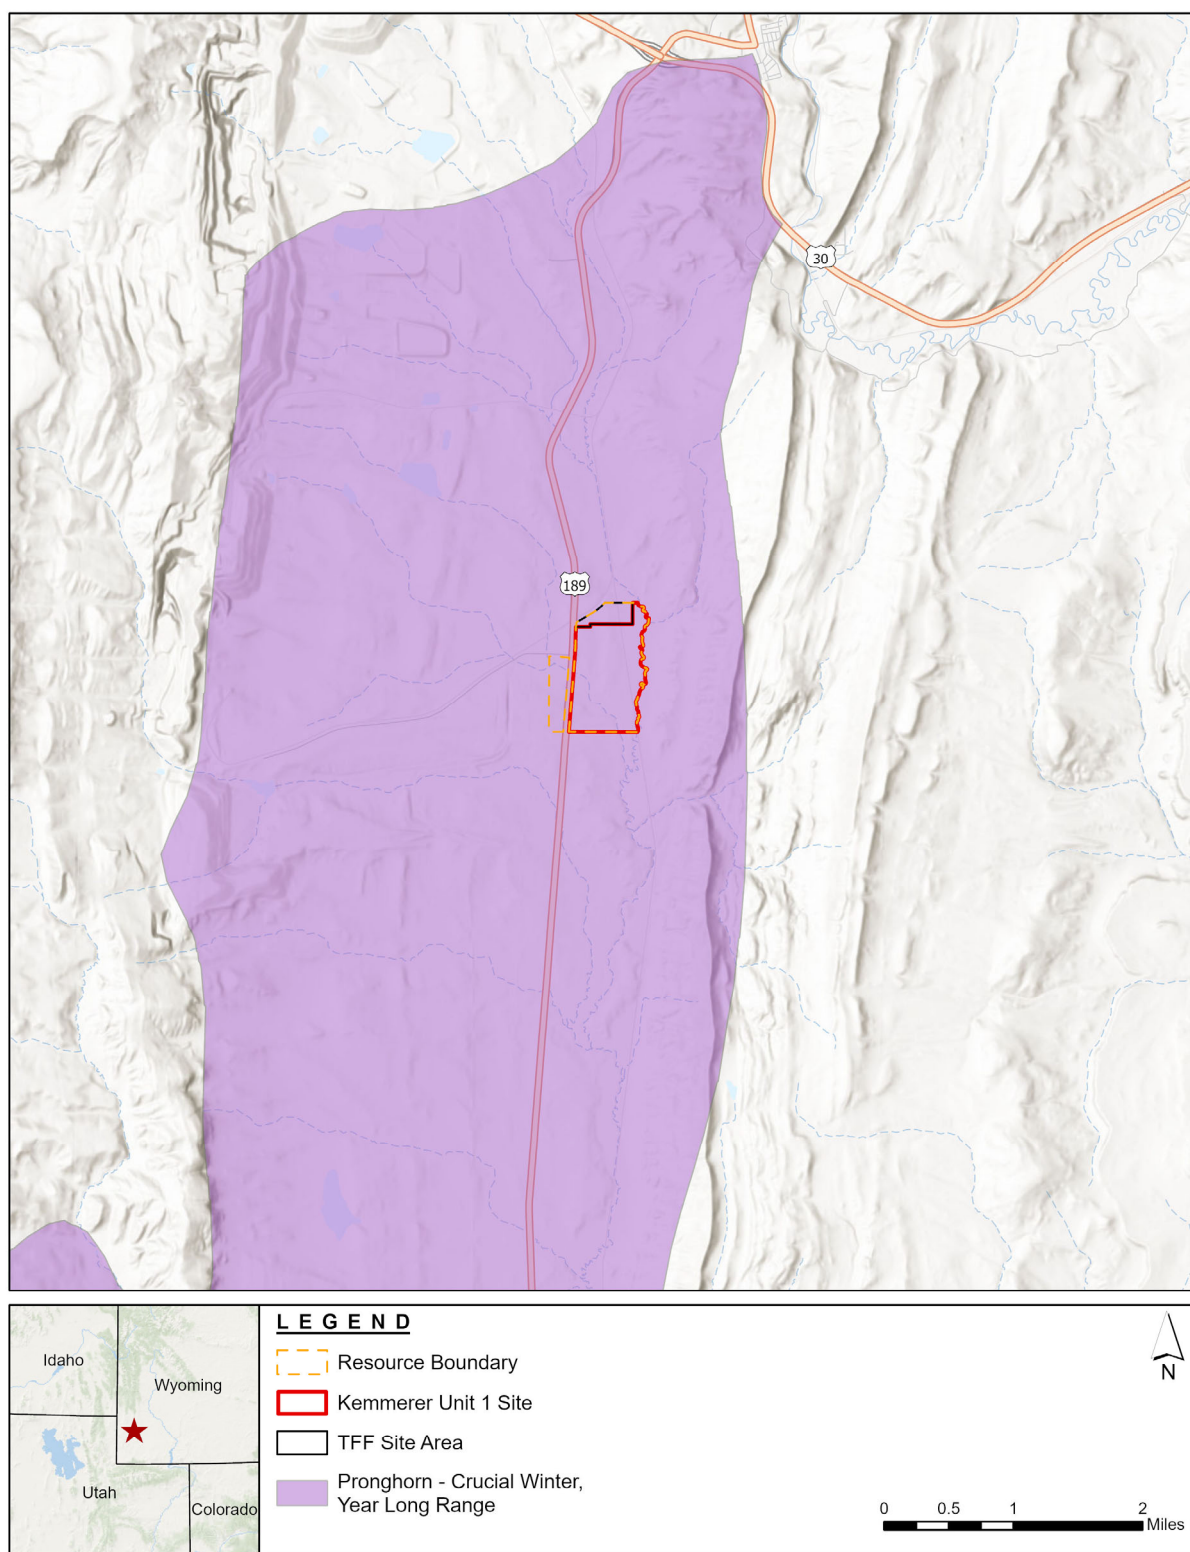 30
189
Idaho
Wyoming
Utah
Colorado
L E G E N D
Resource Boundary
Kemmerer Unit 1 Site
TFF Site Area
Pronghorn - Crucial Winter,
Year Long Range
N
0 0.5 1 2
Miles